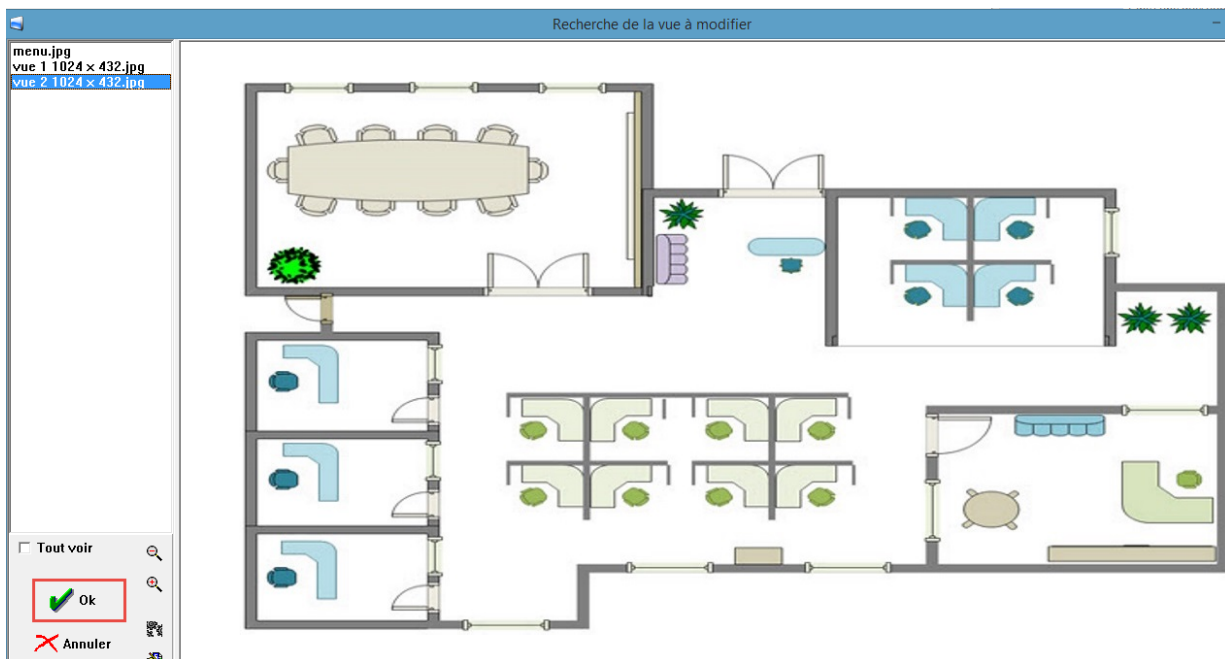 Recherche de la vue à modifier
menu.jpg
vue 1 1024 x 432.jpg
vue 2 1024 x 432.jpg
Tout voir
Ok
Annuler